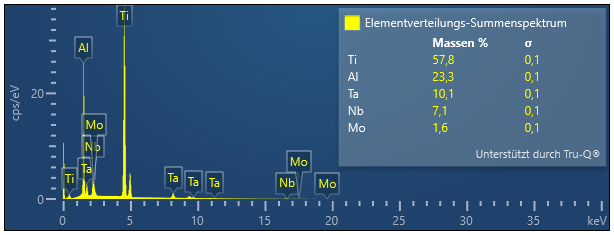 Elementverteilungs-Summenspektrum
Massen % σ
Ti 57,8 0,1
Al 23,3 0,1
Ta 10,1 0,1
Nb 7,1 0,1
Mo 1,6 0,1
Unterstützt durch Tru-Q®
cps/eV
20
0
Ti
Al
Mo
Nb
Ta
Ti
Ta
Ta
Ta
Mo
Nb
Mo
0 5 10 15 20 25 30 35 keV